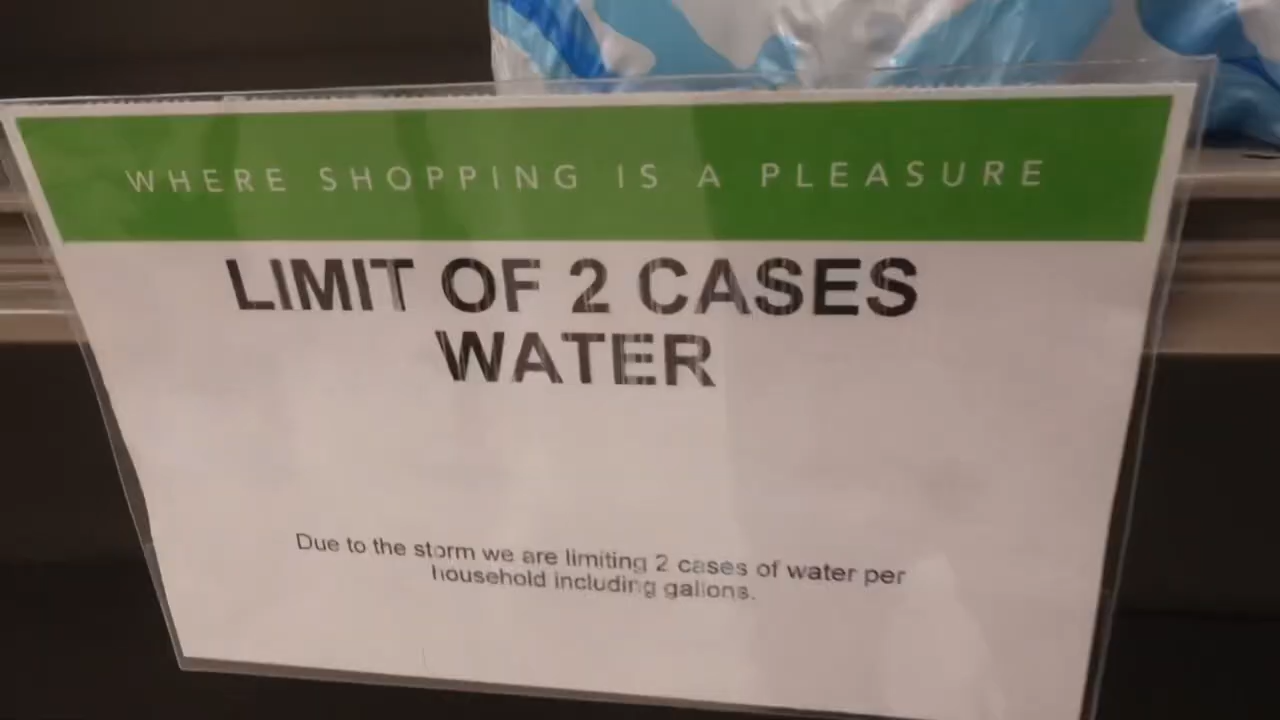 WHERE SHOPPING IS A PLEASURE
LIMIT OF 2 CASES
WATER
Due to the storm we are limiting 2 cases of water per
household including gallons.